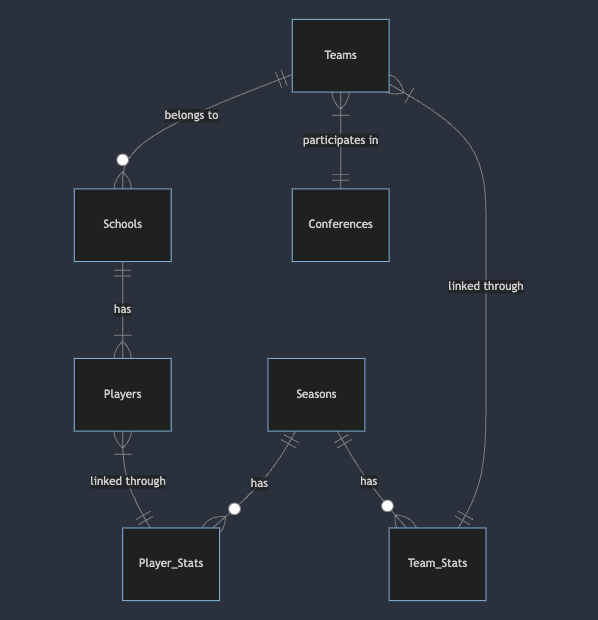 Teams
belongs to
participates in
Schools
Conferences
linked through
has
Players
Seasons
linked through
has
has
Player_Stats
Team_Stats